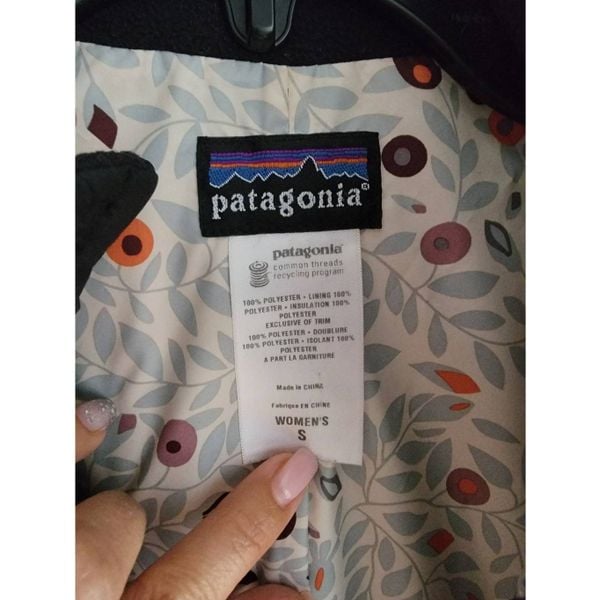 patagonia®
patagonia®
common threads
recycling program
100% POLYESTER • LINING 100%
POLYESTER • INSULATION 100%
POLYESTER
EXCLUSIVE OF TRIM
100% POLYESTER • DOUBLURE
100% POLYESTER • ISOLANT 100%
POLYESTER
A PART LA GARNITURE
Made in CHINA
Fabrique EN CHINE
WOMEN'S
S